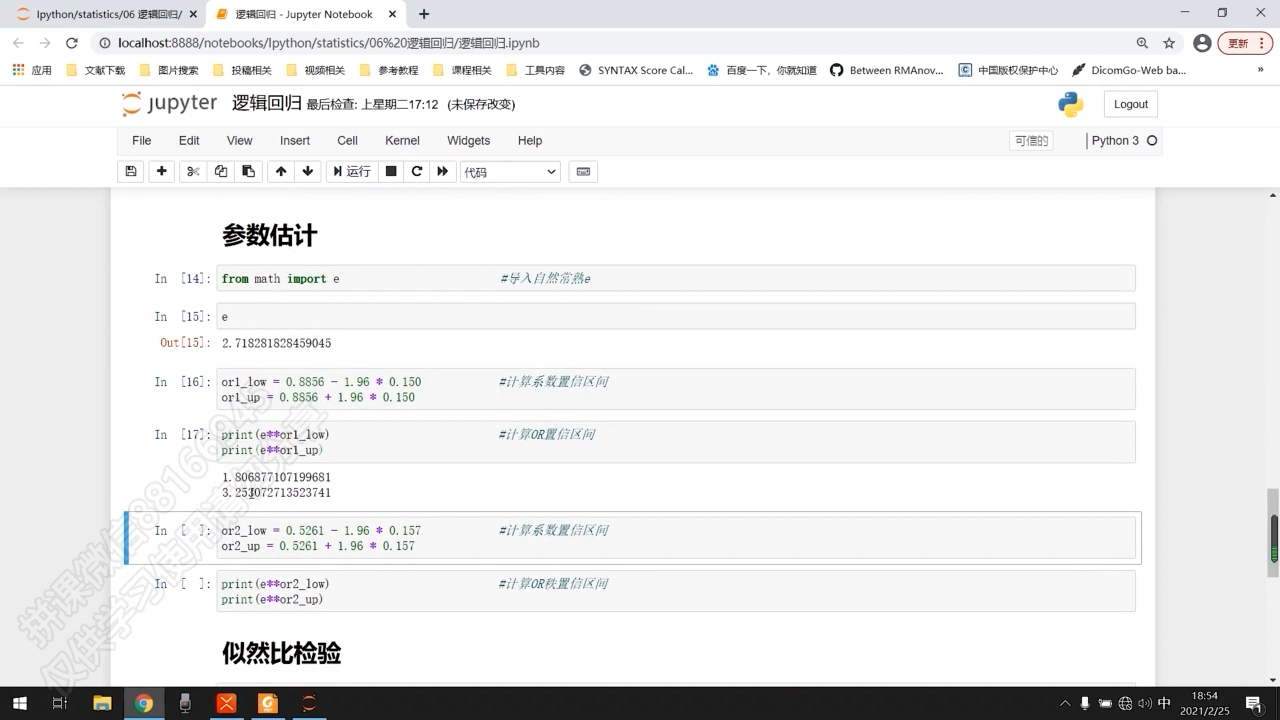 Ipython/statistics/06 逻辑回归/
逻辑回归 - Jupyter Notebook
localhost:8888/notebooks/Ipython/statistics/06%20逻辑回归/逻辑回归.ipynb
更新
应用 文献下载 图片搜索 投稿相关 视频相关 参考教程 课程相关 工具内容 SYNTAX Score Cal... 百度一下，你就知道 Between RMAnov... 中国版权保护中心 DicomGo-Web ba... »
jupyter 逻辑回归 最后检查: 上星期二17:12 (未保存改变) Logout
File Edit View Insert Cell Kernel Widgets Help 可信的 Python 3
运行 代码
参数估计
In [14]: from math import e #导入自然常熟e
In [15]: e
Out[15]: 2.718281828459045
In [16]: or1_low = 0.8856 - 1.96 * 0.150 #计算系数置信区间
or1_up = 0.8856 + 1.96 * 0.150
In [17]: print(e**or1_low) #计算OR置信区间
print(e**or1_up)
1.806877107199681
3.253072713523741
In [ ]: or2_low = 0.5261 - 1.96 * 0.157 #计算系数置信区间
or2_up = 0.5261 + 1.96 * 0.157
In [ ]: print(e**or2_low) #计算OR秩置信区间
print(e**or2_up)
似然比检验
中
18:54
2021/2/25